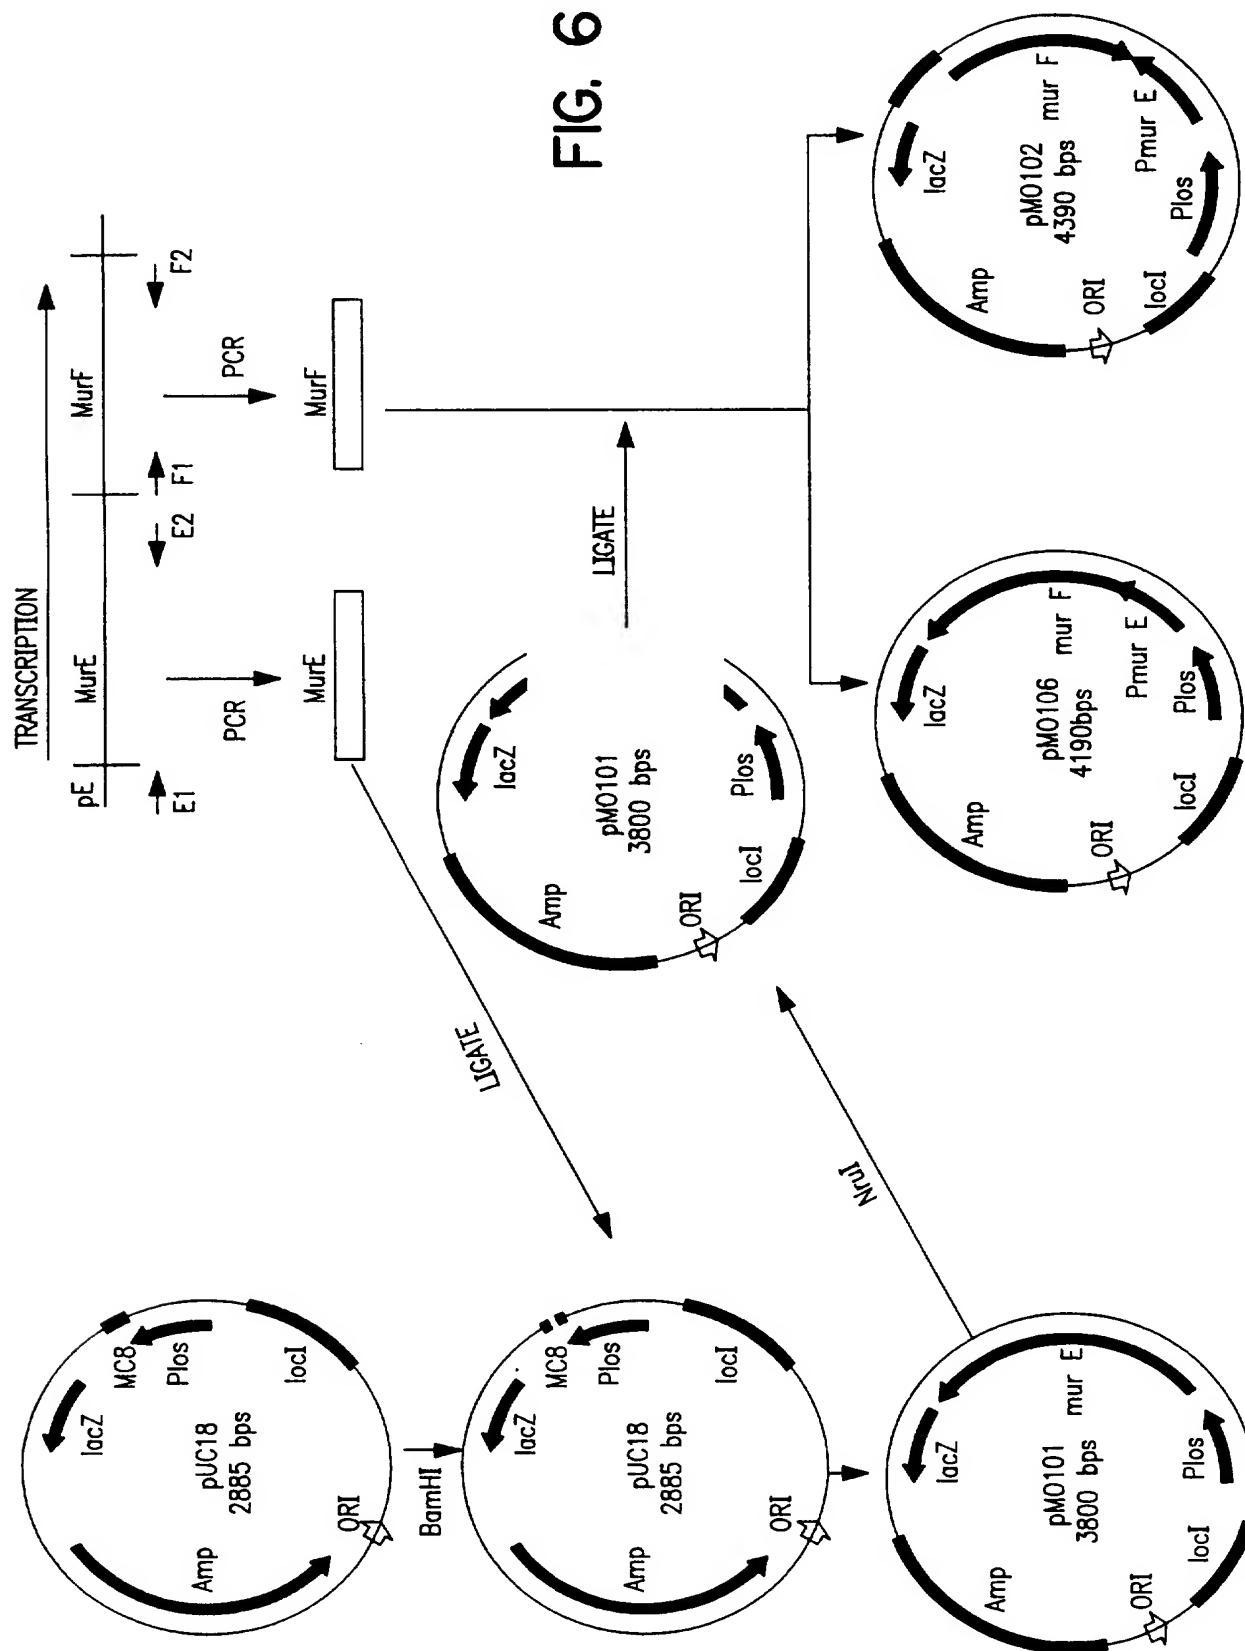 TRANSCRIPTION
pE
MurE
MurF
E1
E2
F1
F2
PCR
PCR
MurE
MurF
LIGATE
LIGATE
lacZ
MC8
Plos
pUC18
2885 bps
Amp
ORI
locI
BamHI
lacZ
MC8
Plos
pUC18
2885 bps
Amp
ORI
locI
lacZ
mur E
pMO101
3800 bps
Amp
Plos
ORI
locI
NruI
lacZ
pMO101
3800 bps
Amp
Plos
ORI
locI
lacZ
mur F
Pmur E
pMO106
4190bps
Amp
Plos
ORI
locI
lacZ
mur F
Pmur E
pMO102
4390 bps
Amp
Plos
ORI
locI
FIG. 6